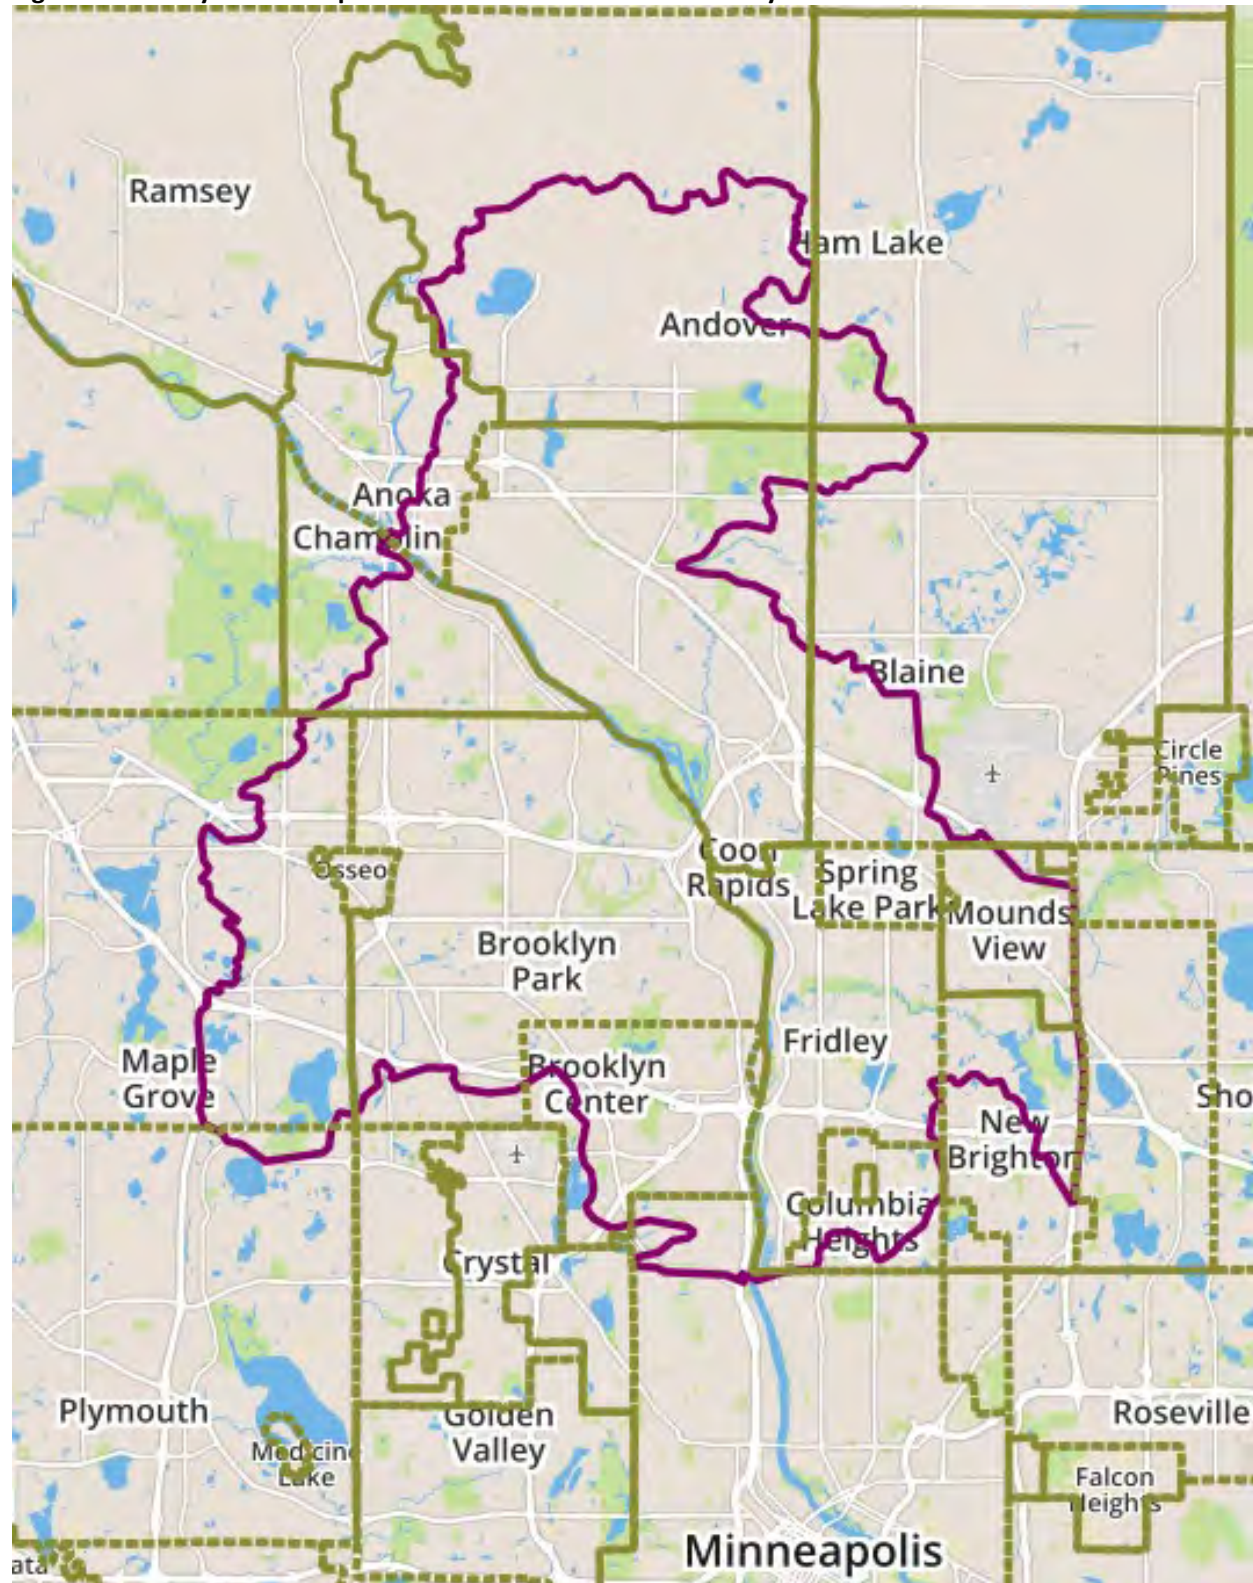 Ramsey
Ham Lake
Andover
Anoka
Champlin
Blaine
Circle
Pines
Coon
Rapids
Spring
Lake Park
Osseo
Mounds
View
Brooklyn
Park
Fridley
Maple
Grove
Brooklyn
Center
Sho
New
Brighton
Columbia
Heights
Crystal
Plymouth
Golden
Valley
Roseville
Medicine
Lake
Falcon
Heights
Minneapolis
ata